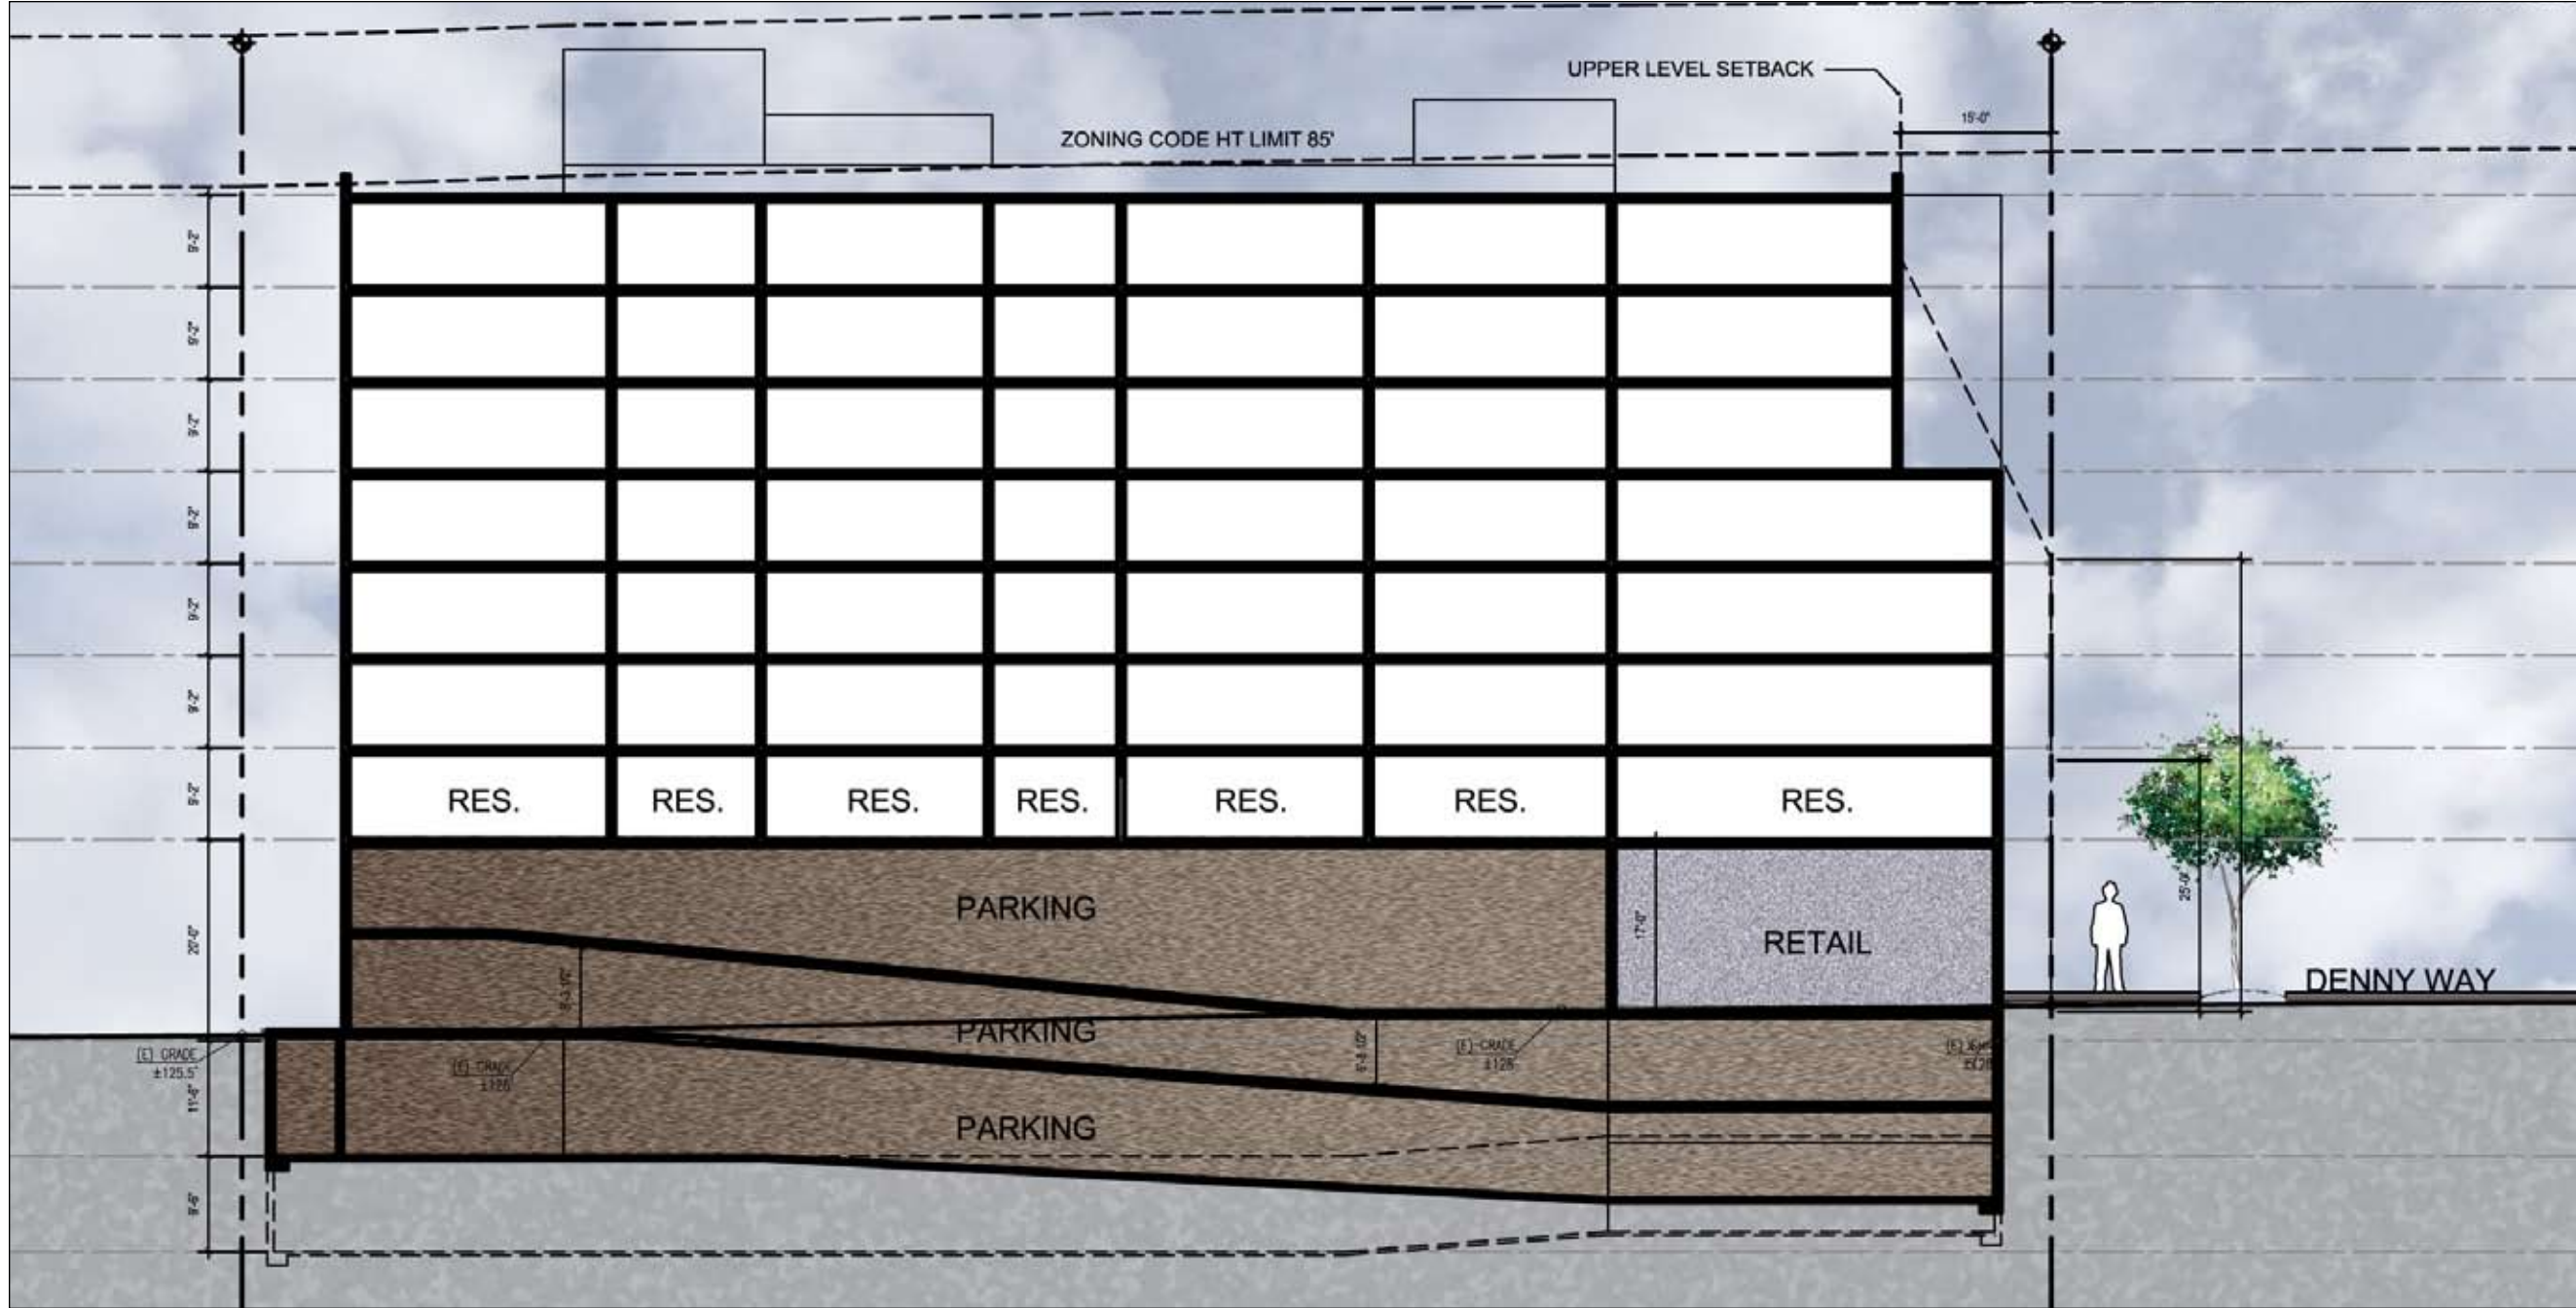 UPPER LEVEL SETBACK
15'-0"
ZONING CODE HT LIMIT 85'
9'-2"
9'-2"
9'-2"
9'-2"
9'-2"
9'-2"
9'-2"
RES.
RES.
RES.
RES.
RES.
RES.
RES.
PARKING
20'-0"
17'-0"
RETAIL
25'-0"
DENNY WAY
PARKING
(E) GRADE
±125.5'
(E) GRADE
±126'
(E) GRADE
±128'
11'-6"
PARKING
9'-6"